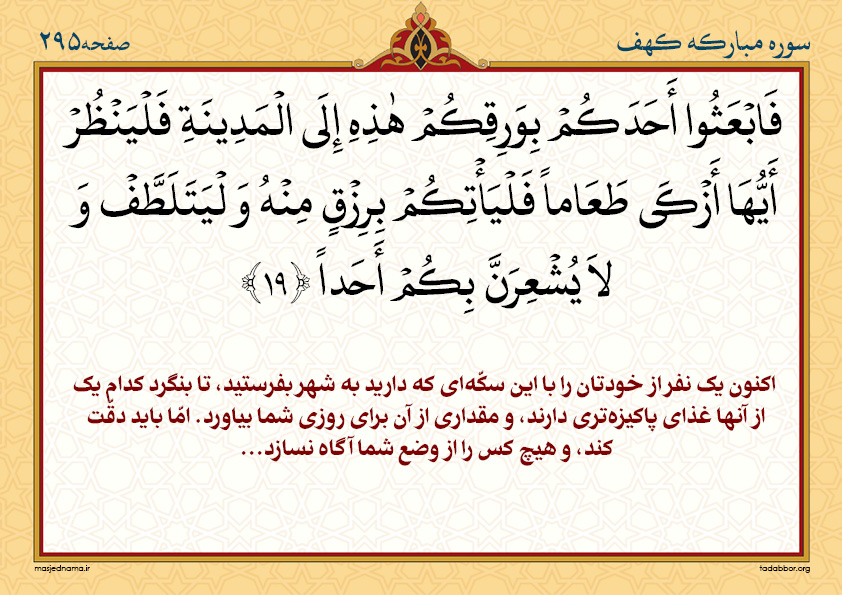 سوره مبارکه کهف
صفحه۲۹۵
فَابْعَثُوا أَحَدَكُمْ بِوَرِقِكُمْ هٰذِهِ إِلَى الْمَدِينَةِ فَلْيَنْظُرْ
أَيُّهَا أَزْكَى طَعَاماً فَلْيَأْتِكُمْ بِرِزْقٍ مِنْهُ وَ لْيَتَلَطَّفْ وَ
لاَ يُشْعِرَنَّ بِكُمْ أَحَداً ﴿۱۹﴾
اکنون یک نفر از خودتان را با این سکّه‌ای که دارید به شهر بفرستید، تا بنگرد کدام یک
از آنها غذای پاکیزه‌تری دارند، و مقداری از آن برای روزی شما بیاورد. امّا باید دقّت
کند، و هیچ کس را از وضع شما آگاه نسازد...
masjednama.ir
tadabbor.org